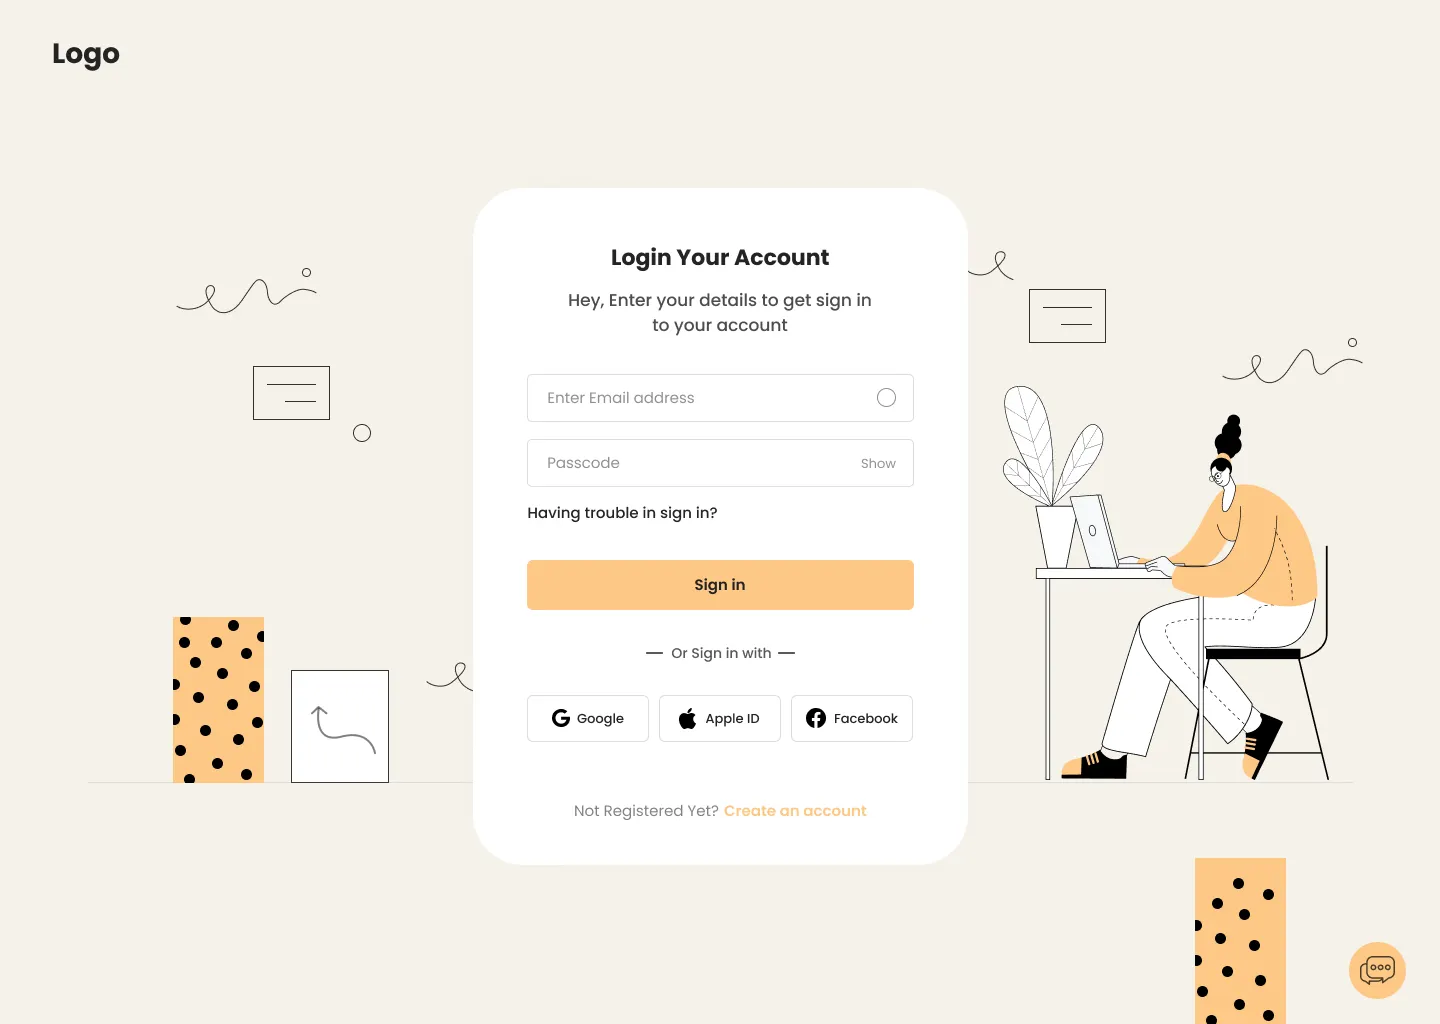 Logo
Login Your Account
Hey, Enter your details to get sign in
to your account
Enter Email address
Passcode
Show
Having trouble in sign in?
Sign in
Or Sign in with
Google
Apple ID
Facebook
Not Registered Yet? Create an account